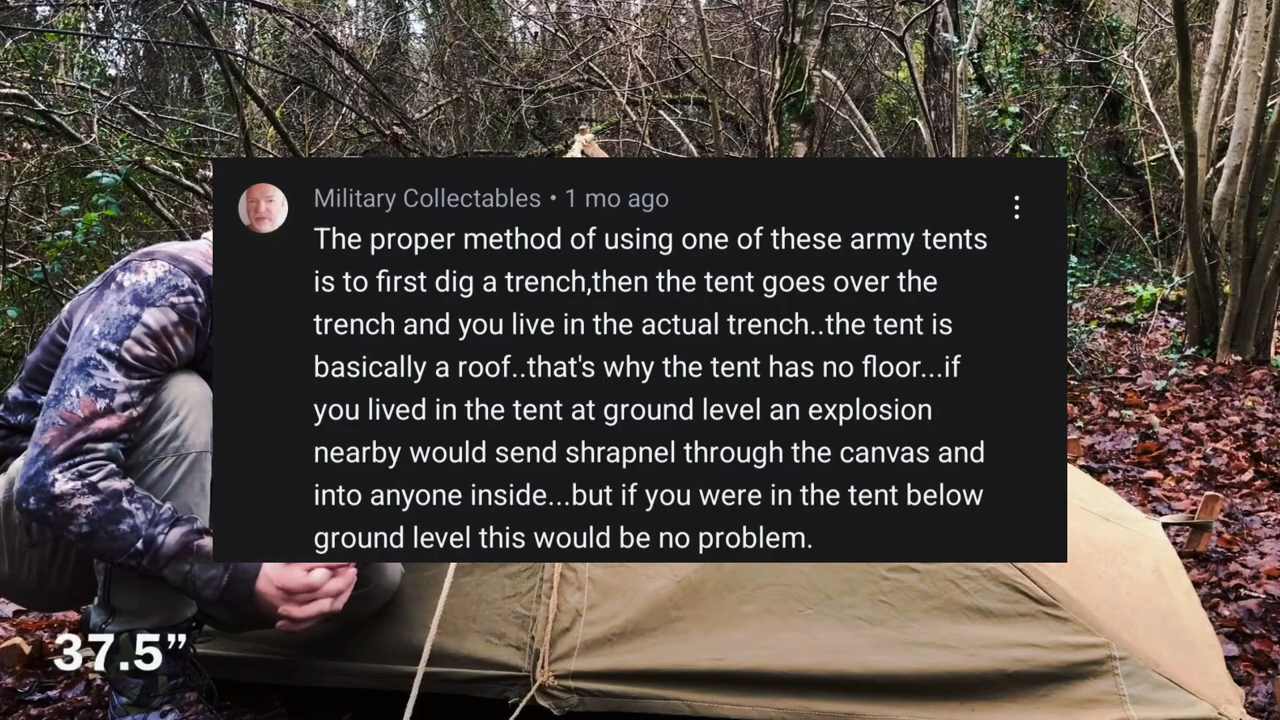 Military Collectables • 1 mo ago
The proper method of using one of these army tents
is to first dig a trench,then the tent goes over the
trench and you live in the actual trench..the tent is
basically a roof..that's why the tent has no floor...if
you lived in the tent at ground level an explosion
nearby would send shrapnel through the canvas and
into anyone inside...but if you were in the tent below
ground level this would be no problem.
37.5”